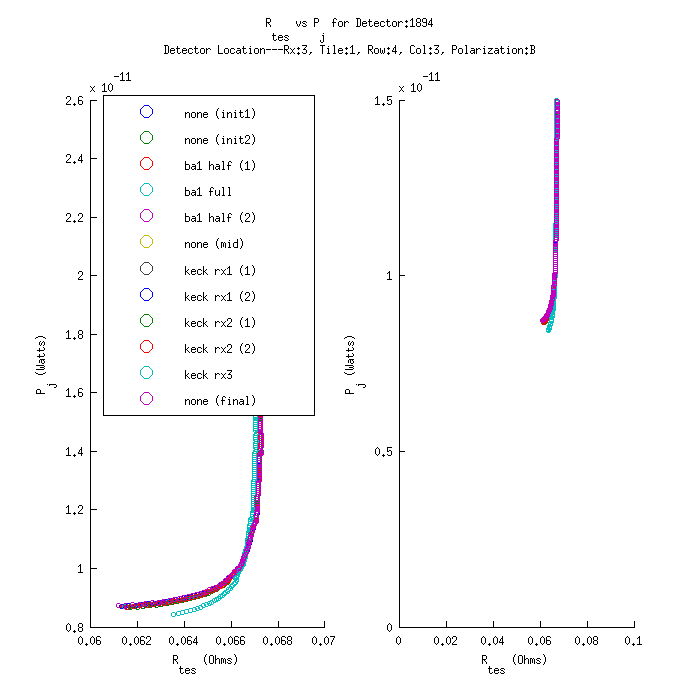 R    vs P  for Detector:1894
tes     j
Detector Location---Rx:3, Tile:1, Row:4, Col:3, Polarization:B
x 10-11
2.6
2.4
2.2
2
1.8
1.6
1.4
1.2
1
0.8
P (Watts)
j
none (init1)
none (init2)
ba1 half (1)
ba1 full
ba1 half (2)
none (mid)
keck rx1 (1)
keck rx1 (2)
keck rx2 (1)
keck rx2 (2)
keck rx3
none (final)
0.06 0.062 0.064 0.066 0.068 0.07
R    (Ohms)
tes
x 10-11
1.5
1
0.5
0
P (Watts)
j
0 0.02 0.04 0.06 0.08 0.1
R    (Ohms)
tes